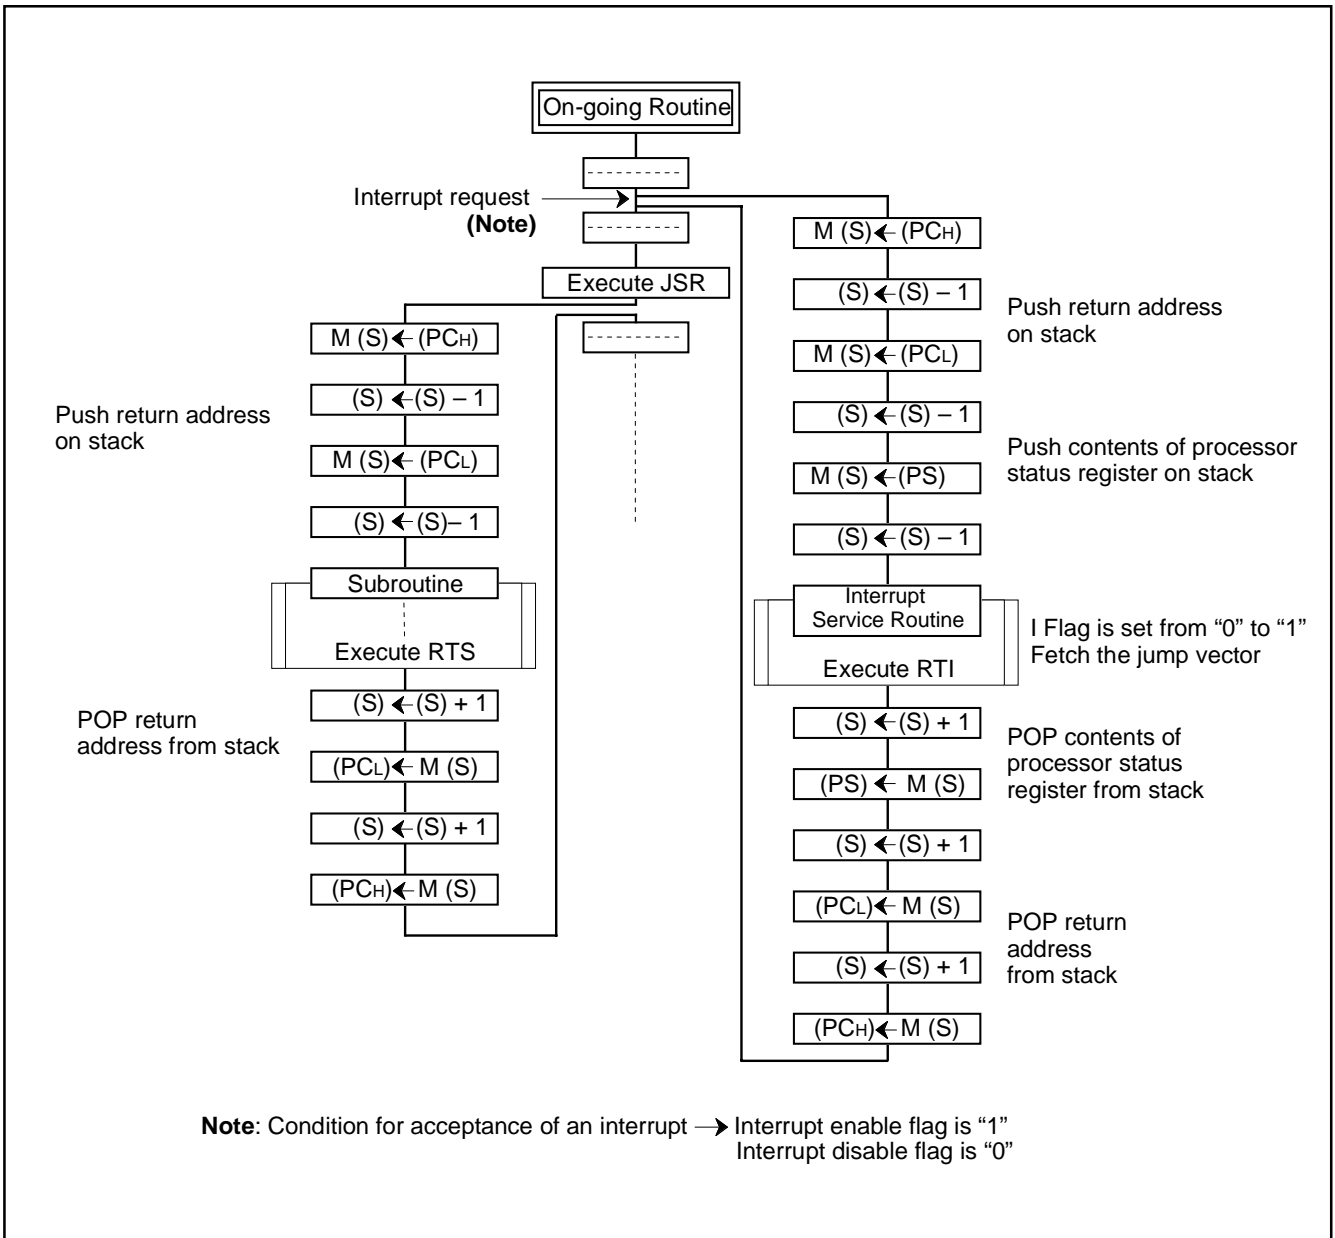 On-going Routine
Interrupt request
(Note)
Execute JSR
M (S) ← (PCH)
(S) ← (S) – 1
M (S) ← (PCL)
(S) ← (S)– 1
Push return address
on stack
Subroutine
Execute RTS
(S) ← (S) + 1
(PCL) ← M (S)
(S) ← (S) + 1
(PCH) ← M (S)
POP return
address from stack
M (S) ← (PCH)
(S) ← (S) – 1
M (S) ← (PCL)
(S) ← (S) – 1
M (S) ← (PS)
(S) ← (S) – 1
Push return address
on stack
Push contents of processor
status register on stack
Interrupt
Service Routine
Execute RTI
I Flag is set from “0” to “1”
Fetch the jump vector
(S) ← (S) + 1
(PS) ← M (S)
(S) ← (S) + 1
(PCL) ← M (S)
(S) ← (S) + 1
(PCH) ← M (S)
POP contents of
processor status
register from stack
POP return
address
from stack
Note: Condition for acceptance of an interrupt → Interrupt enable flag is “1”
Interrupt disable flag is “0”